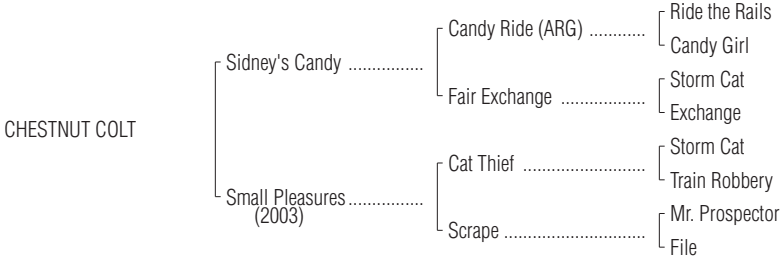 Ride the Rails
Candy Ride (ARG) ............
Candy Girl
Sidney's Candy ................
Storm Cat
Fair Exchange ..................
Exchange
CHESTNUT COLT
Storm Cat
Cat Thief ..........................
Train Robbery
Small Pleasures................
(2003)
Mr. Prospector
Scrape ..............................
File